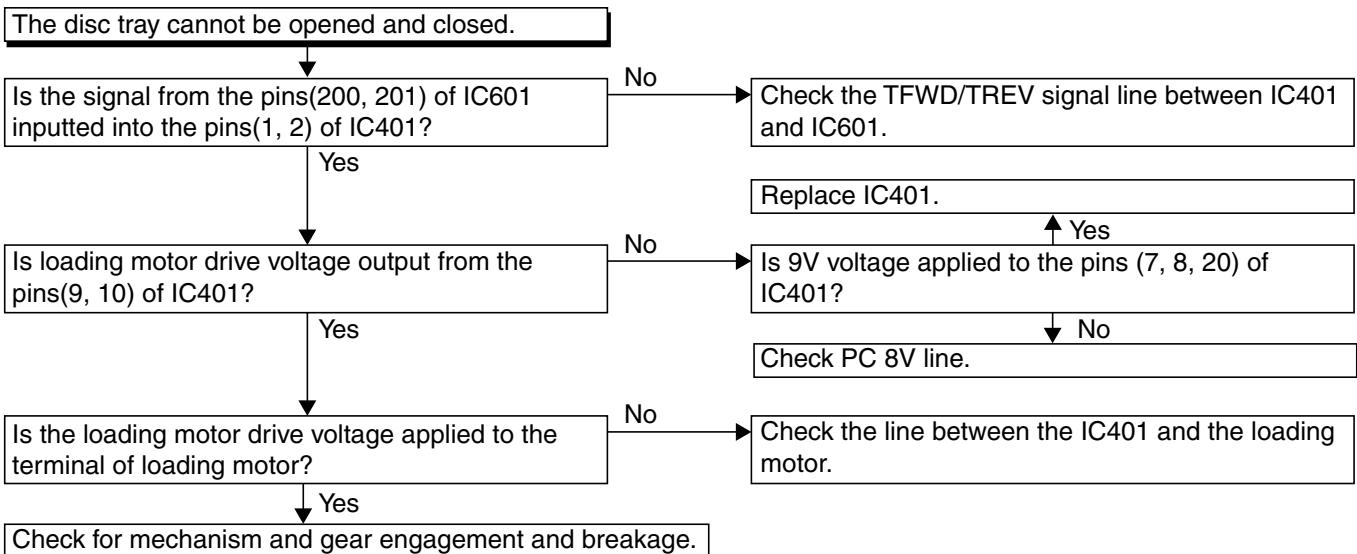 The disc tray cannot be opened and closed.
Is the signal from the pins(200, 201) of IC601
inputted into the pins(1, 2) of IC401?
No
Check the TFWD/TREV signal line between IC401
and IC601.
Yes
Replace IC401.
Yes
Is loading motor drive voltage output from the
pins(9, 10) of IC401?
No
Is 9V voltage applied to the pins (7, 8, 20) of
IC401?
Yes
No
Check PC 8V line.
Is the loading motor drive voltage applied to the
terminal of loading motor?
No
Check the line between the IC401 and the loading
motor.
Yes
Check for mechanism and gear engagement and breakage.